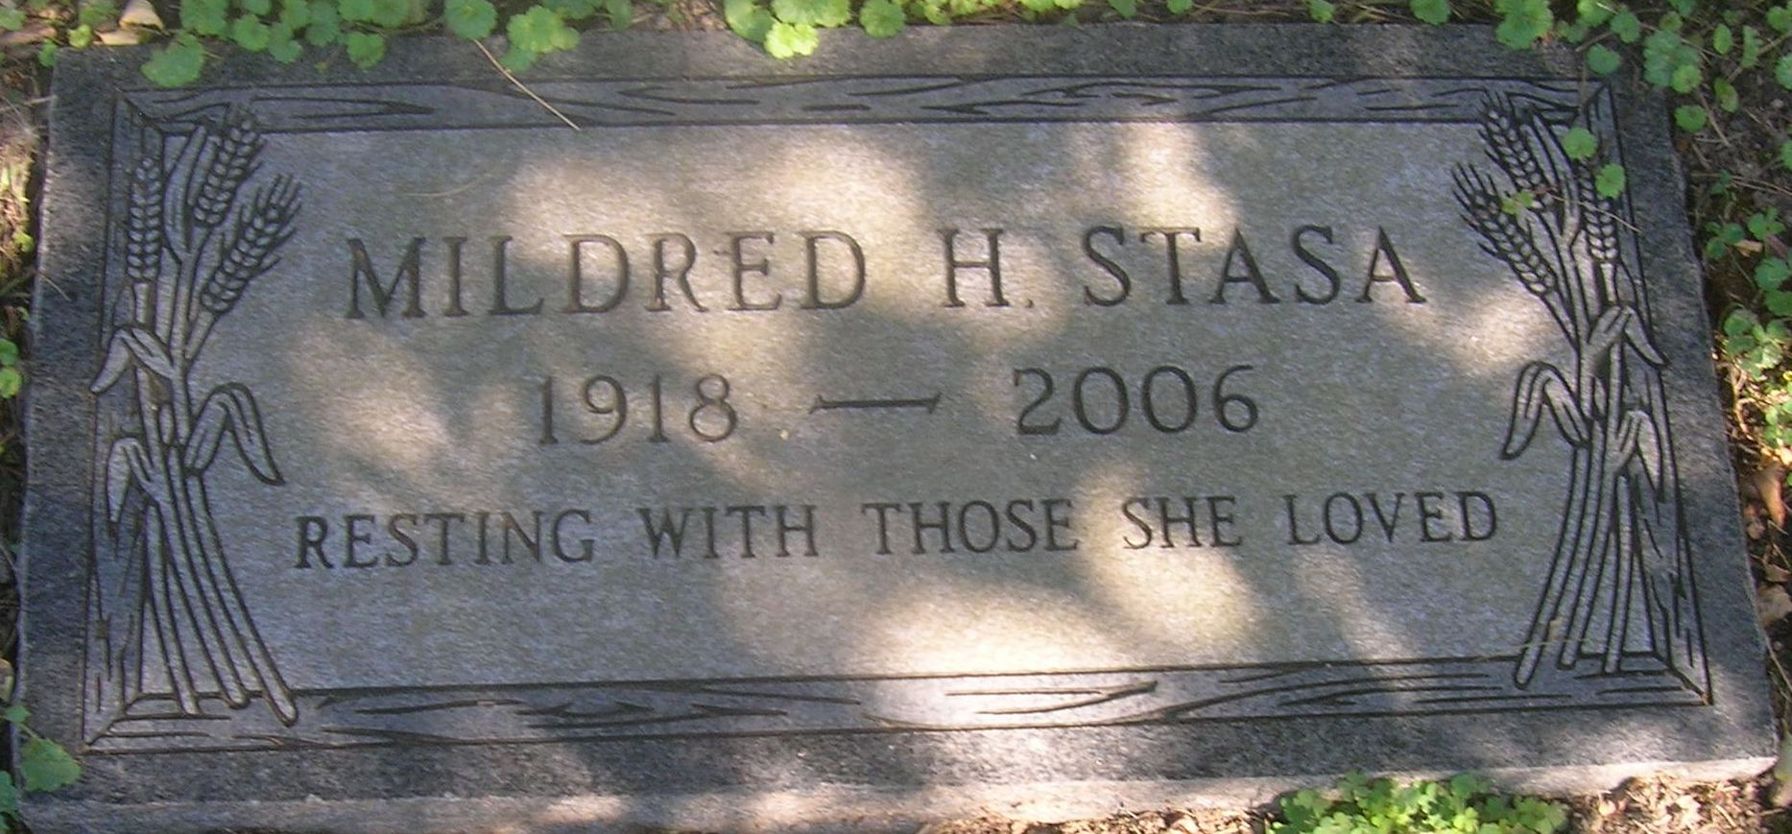 MILDRED H. STASA
1918 — 2006
RESTING WITH THOSE SHE LOVED